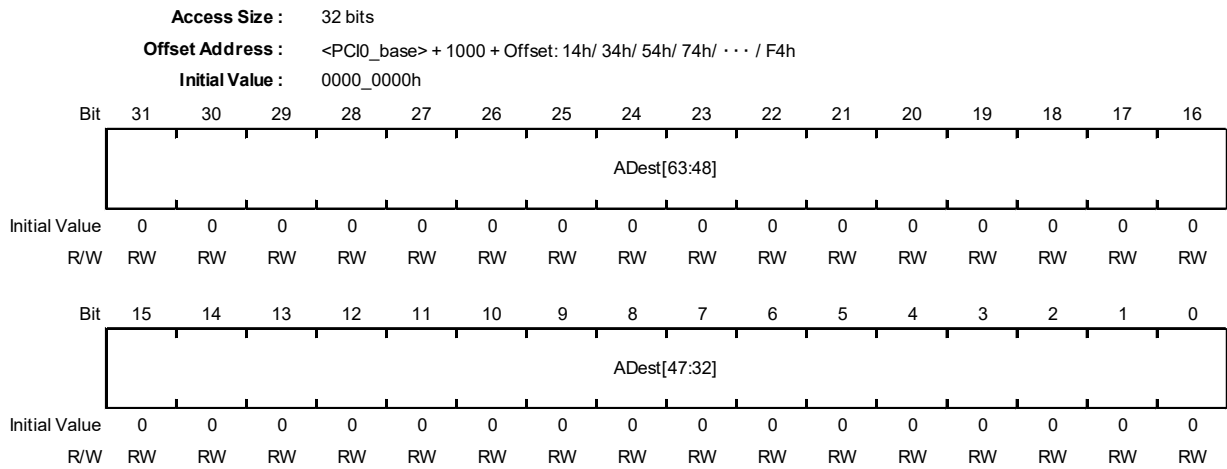 Access Size : 32 bits
Offset Address : <PCI0_base> + 1000 + Offset: 14h/ 34h/ 54h/ 74h/ ・・・ / F4h
Initial Value : 0000_0000h
Bit 31 30 29 28 27 26 25 24 23 22 21 20 19 18 17 16
ADest[63:48]
Initial Value 0 0 0 0 0 0 0 0 0 0 0 0 0 0 0 0
R/W RW RW RW RW RW RW RW RW RW RW RW RW RW RW RW RW
Bit 15 14 13 12 11 10 9 8 7 6 5 4 3 2 1 0
ADest[47:32]
Initial Value 0 0 0 0 0 0 0 0 0 0 0 0 0 0 0 0
R/W RW RW RW RW RW RW RW RW RW RW RW RW RW RW RW RW